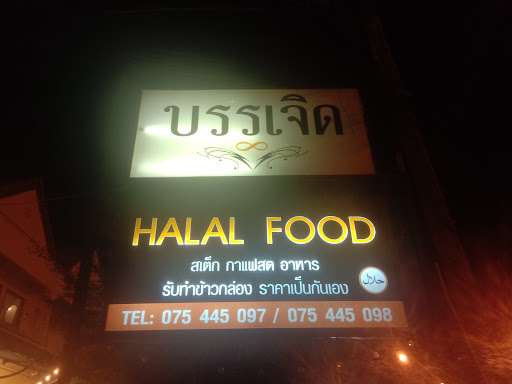 บรรเจิด
HALAL FOOD
สเต็ก กาแฟสด อาหาร
รับทำข้าวกล่อง ราคาเป็นกันเอง
حلال
TEL: 075 445 097 / 075 445 098